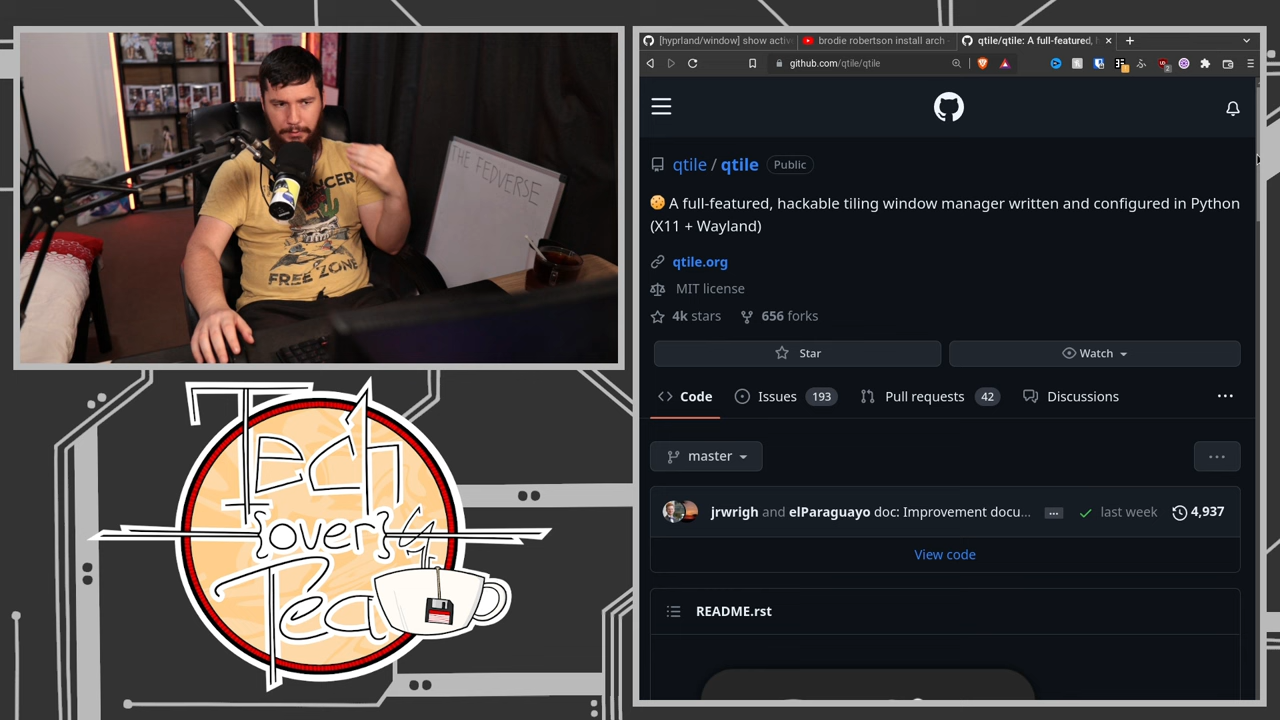 [hyprland/window] show activ
brodie robertson install arch
qtile/qtile: A full-featured, h
github.com/qtile/qtile
qtile / qtile Public
A full-featured, hackable tiling window manager written and configured in Python
(X11 + Wayland)
qtile.org
MIT license
4k stars 656 forks
Star Watch
Code Issues 193 Pull requests 42 Discussions
master
jrwrigh and elParaguayo doc: Improvement docu... last week 4,937
View code
README.rst
THE FEDVERSE
FREE ZONE
Tech
{over}
Tea